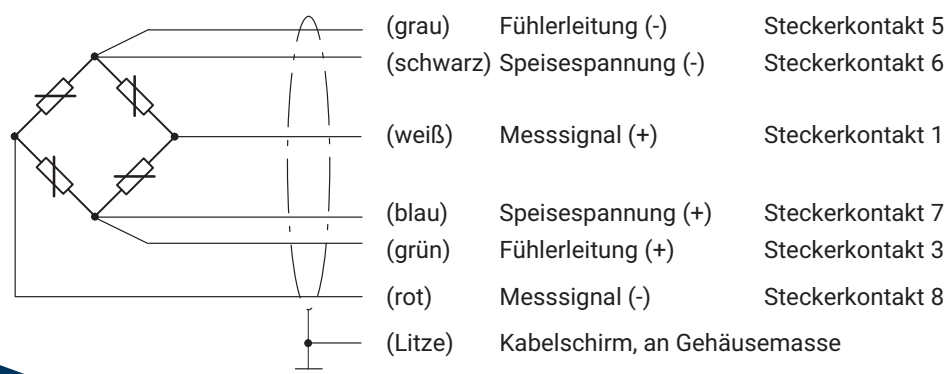 (grau) Fühlerleitung (-) Steckerkontakt 5
(schwarz) Speisespannung (-) Steckerkontakt 6
(weiß) Messsignal (+) Steckerkontakt 1
(blau) Speisespannung (+) Steckerkontakt 7
(grün) Fühlerleitung (+) Steckerkontakt 3
(rot) Messsignal (-) Steckerkontakt 8
(Litze) Kabelschirm, an Gehäusemasse